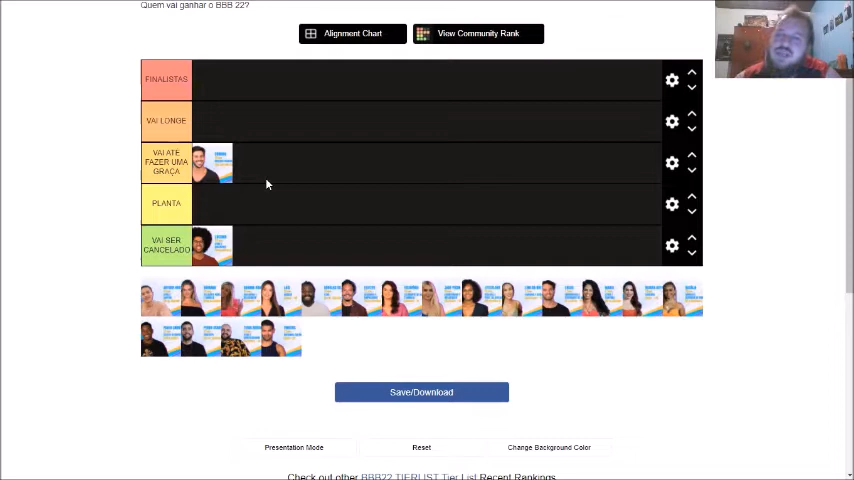 Quem vai ganhar o BBB 22?
Alignment Chart
View Community Rank
FINALISTAS
VAI LONGE
VAI ATE
FAZER UMA
GRAÇA
PLANTA
VAI SER
CANCELADO
Save/Download
Presentation Mode
Reset
Change Background Color
Check out other BBB22 TIERLIST Tier List Recent Rankings